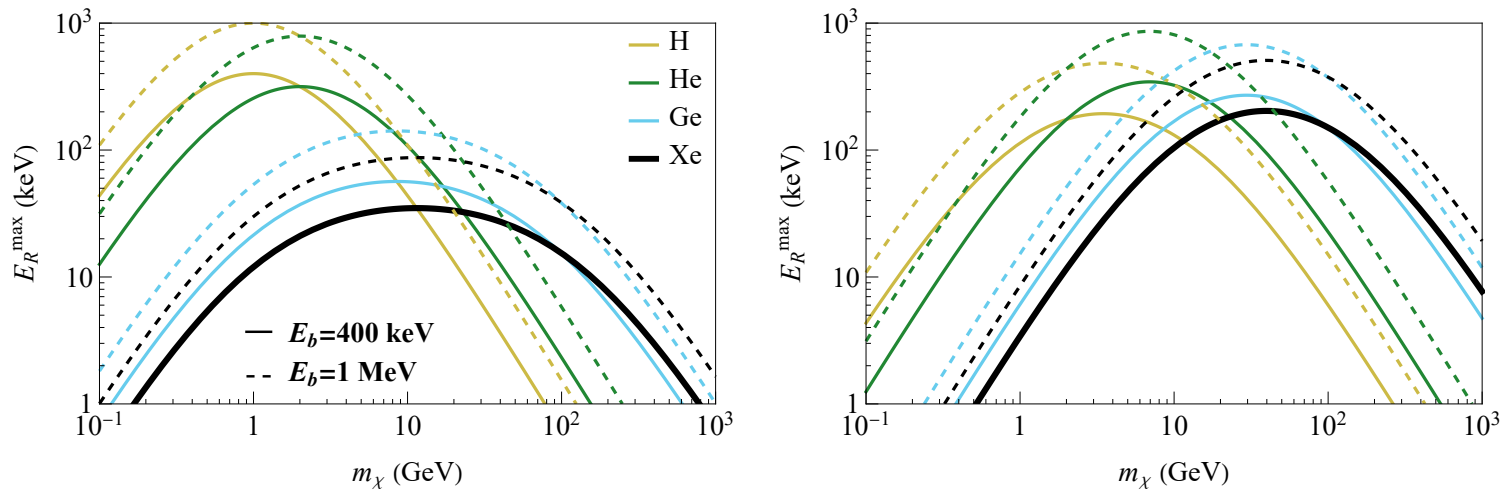 10³
10²
10
1
E_R^max (keV)
H
He
Ge
Xe
E_b=400 keV
E_b=1 MeV
10⁻¹ 1 10 10² 10³
m_χ (GeV)
10³
10²
10
1
E_R^max (keV)
10⁻¹ 1 10 10² 10³
m_χ (GeV)